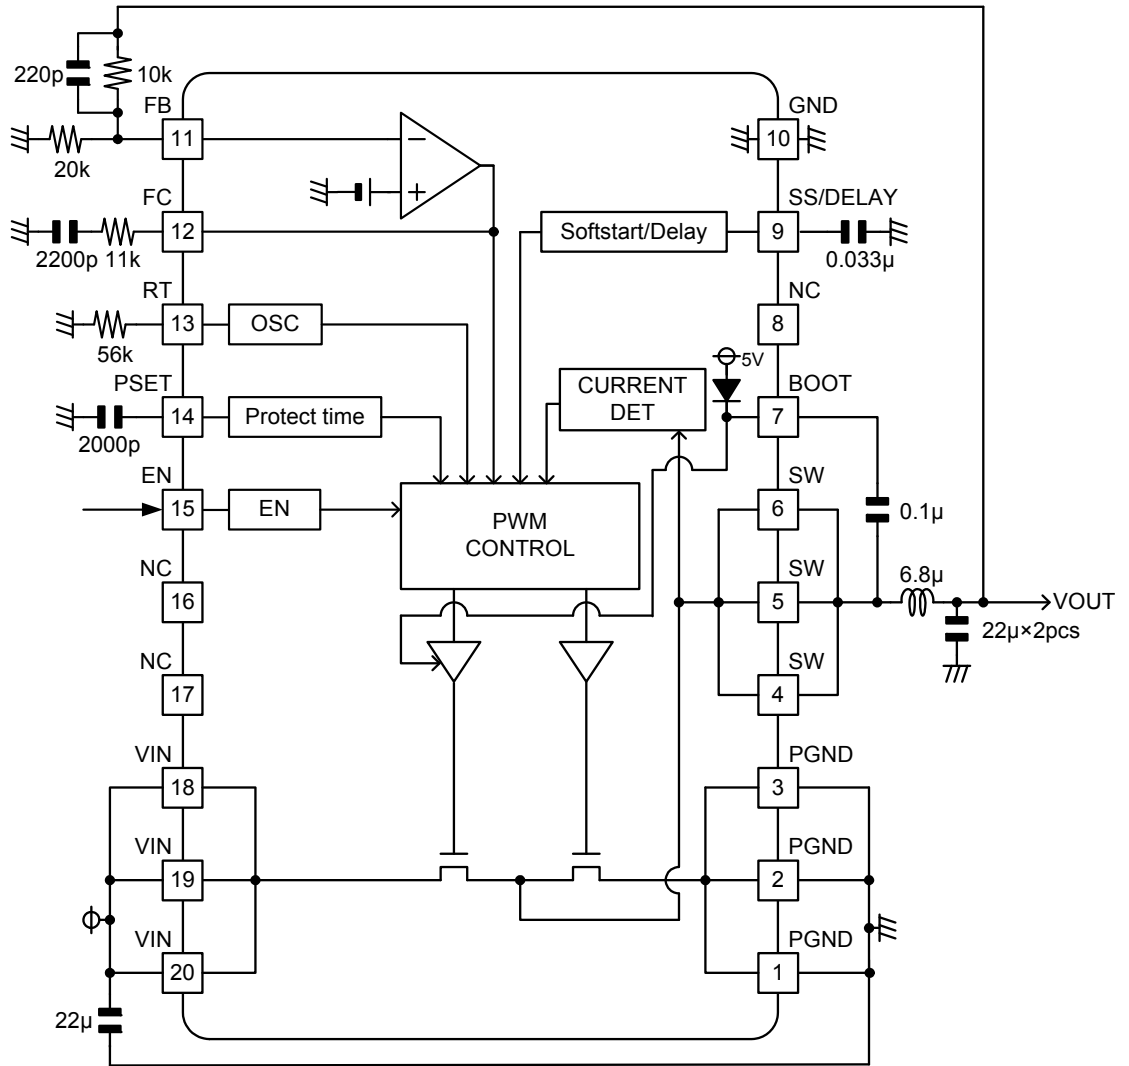 220p
10k
FB
11
20k
−
+
GND
10
FC
12
2200p 11k
Softstart/Delay
SS/DELAY
9
0.033µ
RT
13
OSC
56k
NC
8
PSET
14
Protect time
2000p
CURRENT
DET
5V
BOOT
7
EN
15
EN
PWM
CONTROL
SW
6
0.1µ
NC
16
SW
5
6.8µ
VOUT
22µ×2pcs
NC
17
SW
4
VIN
18
PGND
3
VIN
19
PGND
2
VIN
20
PGND
1
22µ